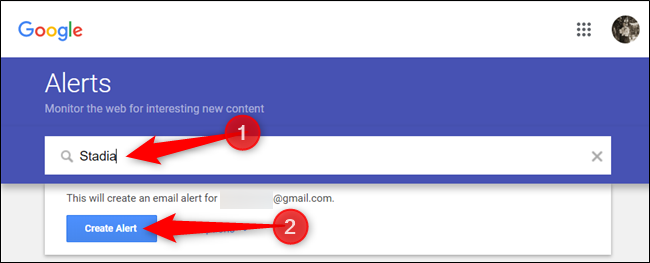 Google
Alerts
Monitor the web for interesting new content
1
Stadia
This will create an email alert for @gmail.com.
Create Alert
2